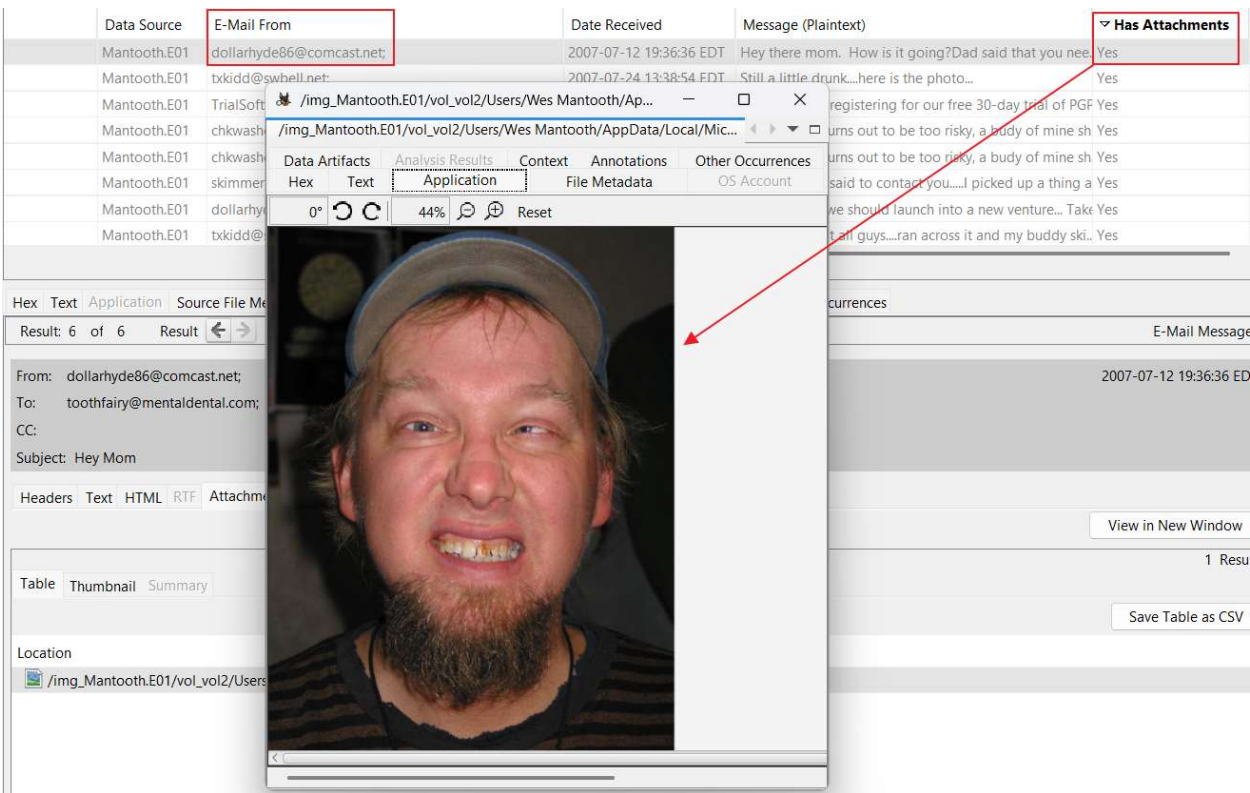 Data Source E-Mail From Date Received Message (Plaintext) ▽ Has Attachments
Mantooth.E01 dollarhyde86@comcast.net; 2007-07-12 19:36:36 EDT Hey there mom. How is it going?Dad said that you nee. Yes
Mantooth.E01 txkidd@swbell.net; 2007-07-24 13:38:54 EDT Still a little drunk....here is the photo... Yes
Mantooth.E01 TrialSoft registering for our free 30-day trial of PGP Yes
Mantooth.E01 chkwash urns out to be too risky, a budy of mine sh Yes
Mantooth.E01 chkwash urns out to be too risky, a budy of mine sh Yes
Mantooth.E01 skimmer said to contact you.....I picked up a thing a Yes
Mantooth.E01 dollarhy we should launch into a new venture... Take Yes
Mantooth.E01 txkidd@ t all guys....ran across it and my buddy ski.. Yes
/img_Mantooth.E01/vol_vol2/Users/Wes Mantooth/Ap...
/img_Mantooth.E01/vol_vol2/Users/Wes Mantooth/AppData/Local/Mic...
Data Artifacts Analysis Results Context Annotations Other Occurrences
Hex Text Application File Metadata OS Account
0° 44% Reset
Hex Text Application Source File Me currences
Result: 6 of 6 Result E-Mail Message
From: dollarhyde86@comcast.net; 2007-07-12 19:36:36 ED
To: toothfairy@mentaldental.com;
CC:
Subject: Hey Mom
Headers Text HTML RTF Attachme
View in New Window
1 Resu
Table Thumbnail Summary
Save Table as CSV
Location
/img_Mantooth.E01/vol_vol2/Users